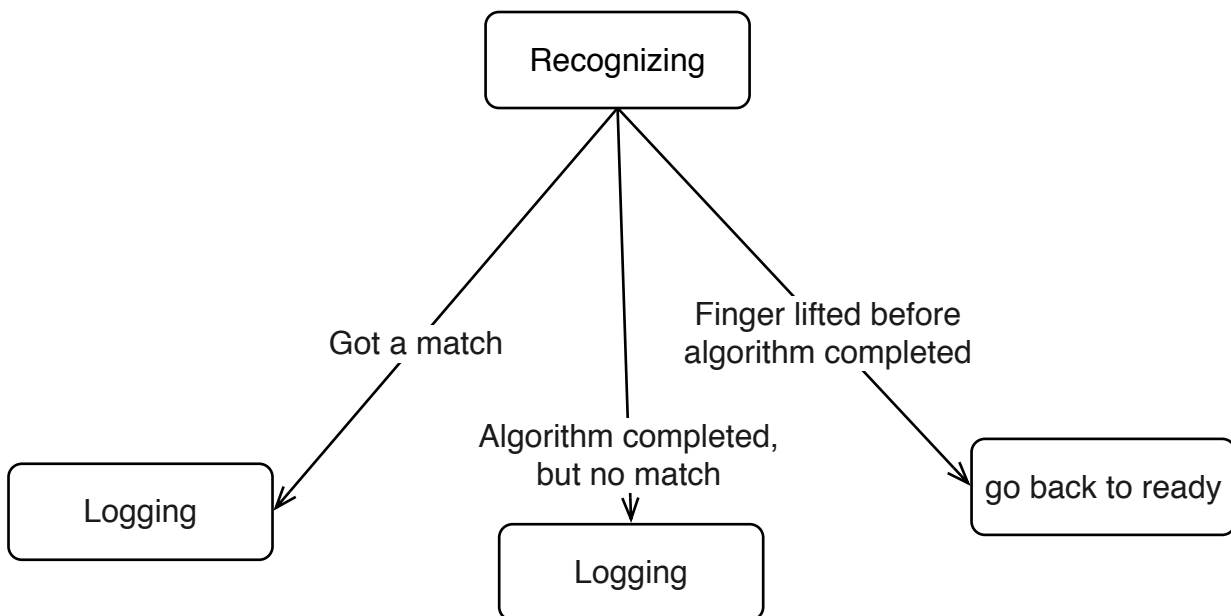 Recognizing
Got a match
Finger lifted before
algorithm completed
Algorithm completed,
but no match
Logging
Logging
go back to ready